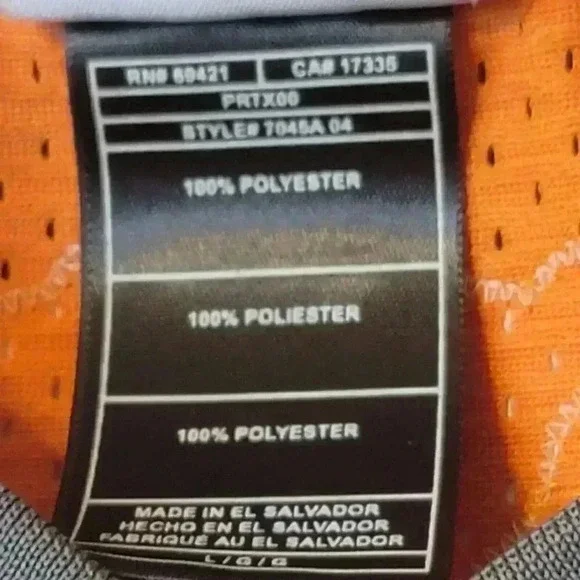 RN# 69421 CA# 17335
PRTX00
STYLE# 7045A 04
100% POLYESTER
100% POLIESTER
100% POLYESTER
MADE IN EL SALVADOR
HECHO EN EL SALVADOR
FABRIQUÉ AU EL SALVADOR
L / G / G